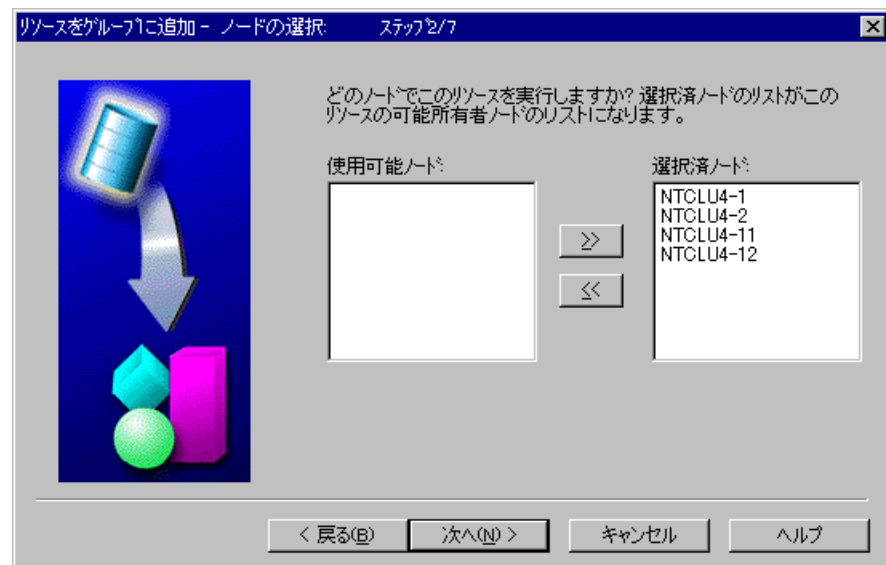 リソースをグループに追加 - ノードの選択: ステップ2/7
どのノードでこのリソースを実行しますか? 選択済ノードのリストがこの
リソースの可能所有者ノードのリストになります。
使用可能ノード:
選択済ノード:
NTCLU4-1
NTCLU4-2
NTCLU4-11
NTCLU4-12
>>
<<
< 戻る(B)
次へ(N) >
キャンセル
ヘルプ